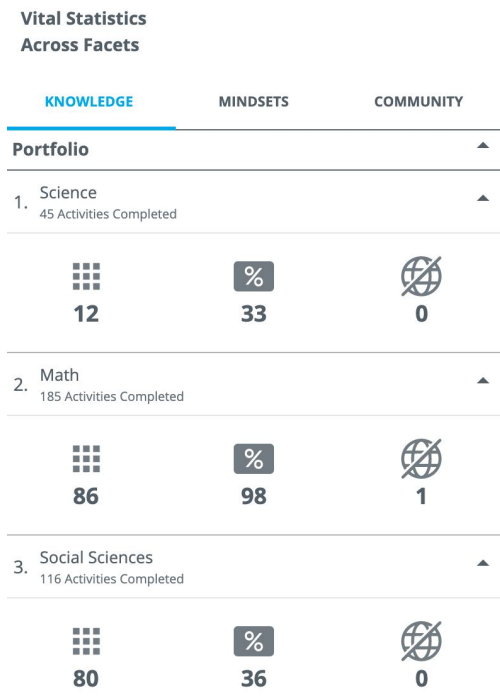 Vital Statistics
Across Facets
KNOWLEDGE MINDSETS COMMUNITY
Portfolio
1. Science
45 Activities Completed
%
12 33 0
2. Math
185 Activities Completed
%
86 98 1
3. Social Sciences
116 Activities Completed
%
80 36 0